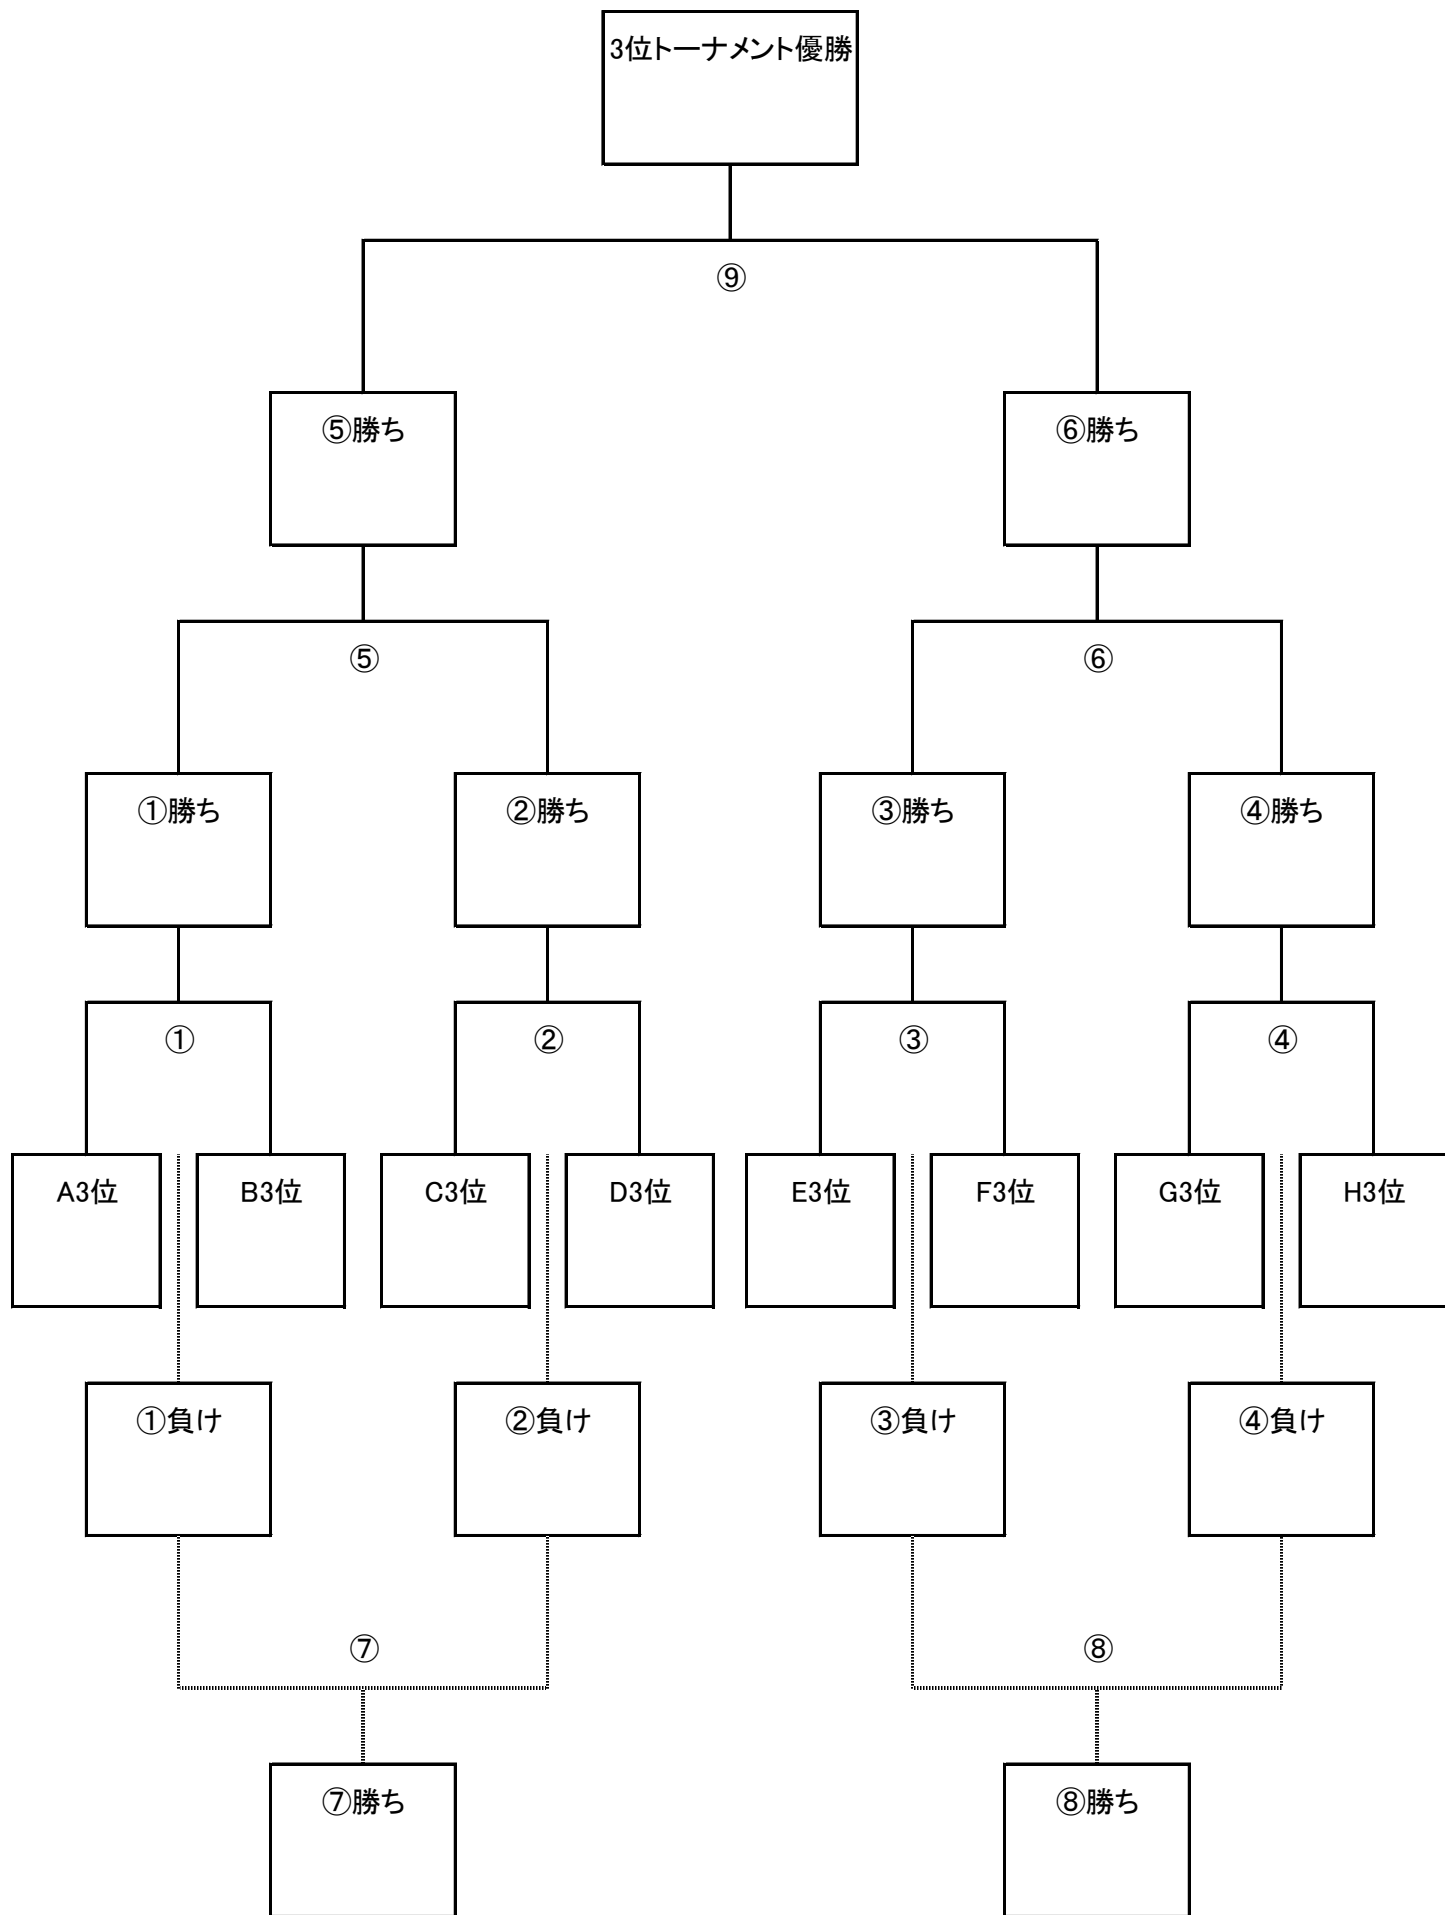 3位トーナメント優勝
⑨
⑤勝ち
⑥勝ち
⑤
⑥
①勝ち
②勝ち
③勝ち
④勝ち
①
②
③
④
A3位
B3位
C3位
D3位
E3位
F3位
G3位
H3位
①負け
②負け
③負け
④負け
⑦
⑧
⑦勝ち
⑧勝ち